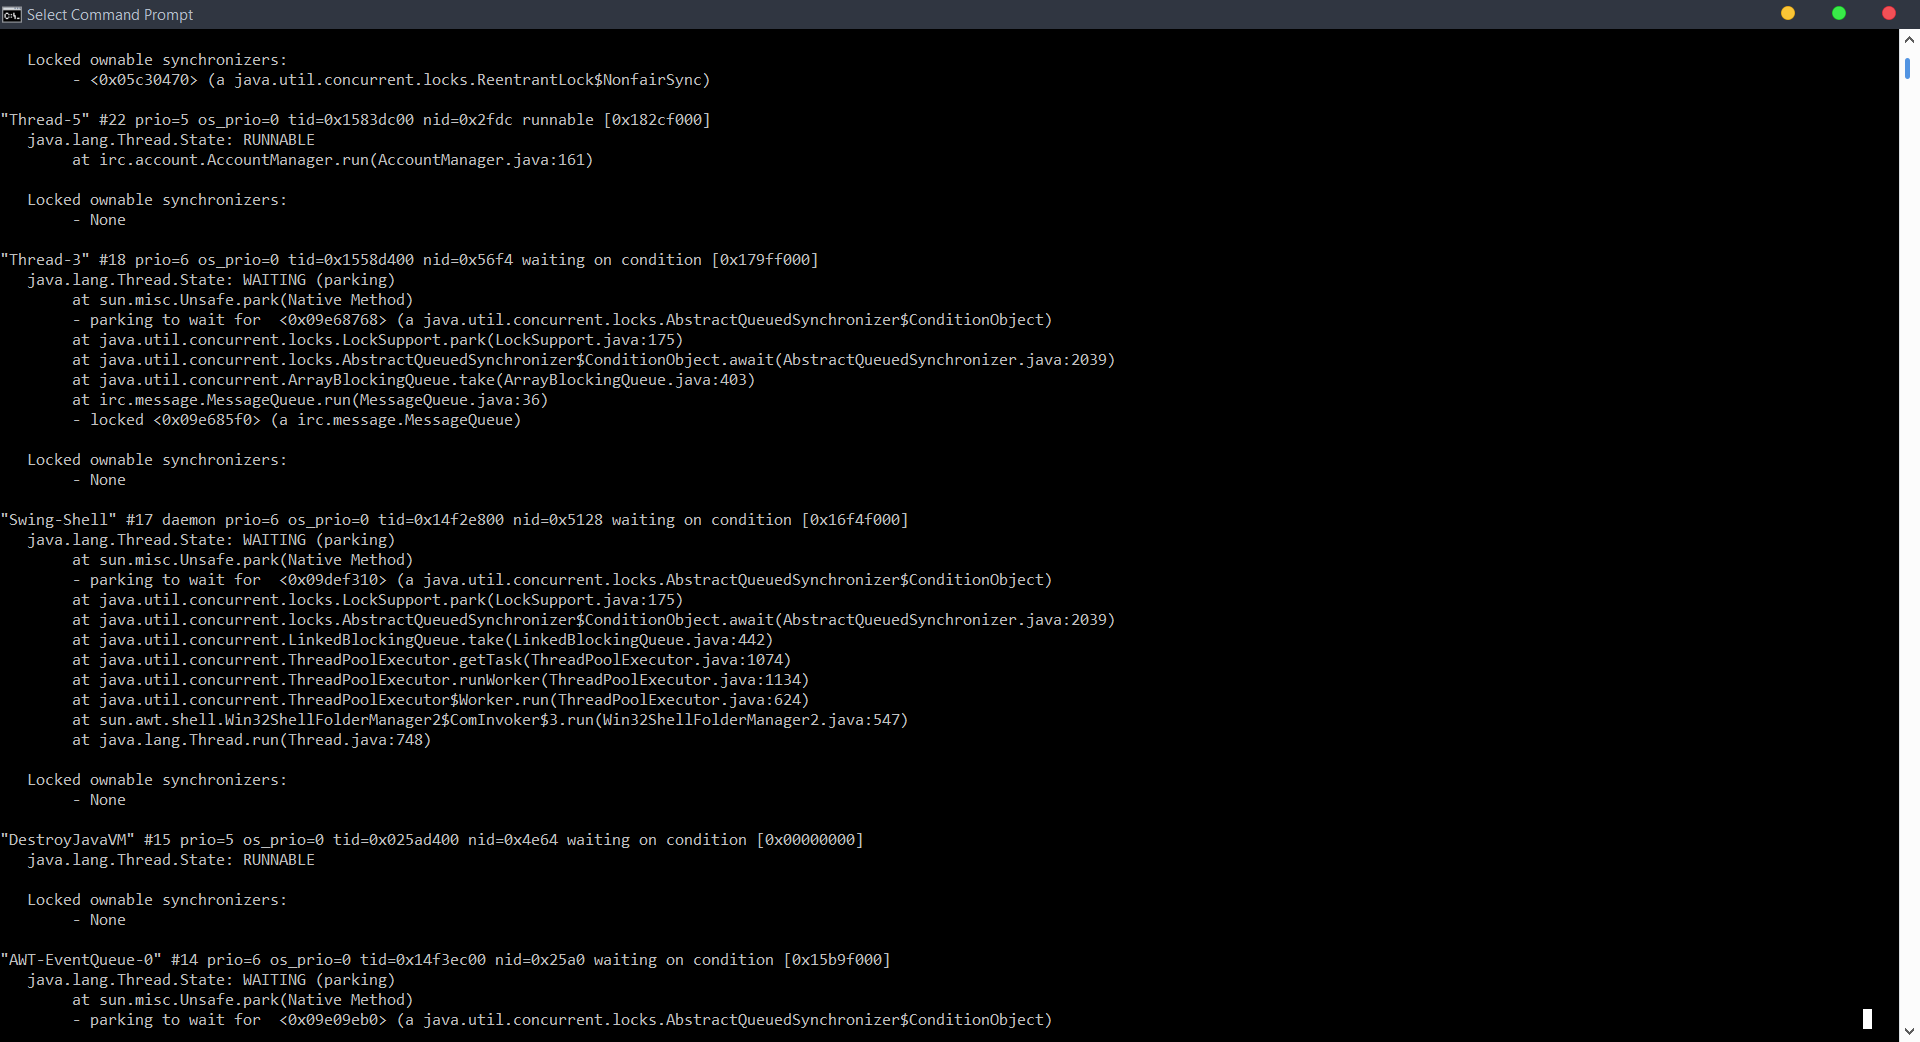 Select Command Prompt
   Locked ownable synchronizers:
        - <0x05c30470> (a java.util.concurrent.locks.ReentrantLock$NonfairSync)
"Thread-5" #22 prio=5 os_prio=0 tid=0x1583dc00 nid=0x2fdc runnable [0x182cf000]
   java.lang.Thread.State: RUNNABLE
        at irc.account.AccountManager.run(AccountManager.java:161)
   Locked ownable synchronizers:
        - None
"Thread-3" #18 prio=6 os_prio=0 tid=0x1558d400 nid=0x56f4 waiting on condition [0x179ff000]
   java.lang.Thread.State: WAITING (parking)
        at sun.misc.Unsafe.park(Native Method)
        - parking to wait for  <0x09e68768> (a java.util.concurrent.locks.AbstractQueuedSynchronizer$ConditionObject)
        at java.util.concurrent.locks.LockSupport.park(LockSupport.java:175)
        at java.util.concurrent.locks.AbstractQueuedSynchronizer$ConditionObject.await(AbstractQueuedSynchronizer.java:2039)
        at java.util.concurrent.ArrayBlockingQueue.take(ArrayBlockingQueue.java:403)
        at irc.message.MessageQueue.run(MessageQueue.java:36)
        - locked <0x09e685f0> (a irc.message.MessageQueue)
   Locked ownable synchronizers:
        - None
"Swing-Shell" #17 daemon prio=6 os_prio=0 tid=0x14f2e800 nid=0x5128 waiting on condition [0x16f4f000]
   java.lang.Thread.State: WAITING (parking)
        at sun.misc.Unsafe.park(Native Method)
        - parking to wait for  <0x09def310> (a java.util.concurrent.locks.AbstractQueuedSynchronizer$ConditionObject)
        at java.util.concurrent.locks.LockSupport.park(LockSupport.java:175)
        at java.util.concurrent.locks.AbstractQueuedSynchronizer$ConditionObject.await(AbstractQueuedSynchronizer.java:2039)
        at java.util.concurrent.LinkedBlockingQueue.take(LinkedBlockingQueue.java:442)
        at java.util.concurrent.ThreadPoolExecutor.getTask(ThreadPoolExecutor.java:1074)
        at java.util.concurrent.ThreadPoolExecutor.runWorker(ThreadPoolExecutor.java:1134)
        at java.util.concurrent.ThreadPoolExecutor$Worker.run(ThreadPoolExecutor.java:624)
        at sun.awt.shell.Win32ShellFolderManager2$ComInvoker$3.run(Win32ShellFolderManager2.java:547)
        at java.lang.Thread.run(Thread.java:748)
   Locked ownable synchronizers:
        - None
"DestroyJavaVM" #15 prio=5 os_prio=0 tid=0x025ad400 nid=0x4e64 waiting on condition [0x00000000]
   java.lang.Thread.State: RUNNABLE
   Locked ownable synchronizers:
        - None
"AWT-EventQueue-0" #14 prio=6 os_prio=0 tid=0x14f3ec00 nid=0x25a0 waiting on condition [0x15b9f000]
   java.lang.Thread.State: WAITING (parking)
        at sun.misc.Unsafe.park(Native Method)
        - parking to wait for  <0x09e09eb0> (a java.util.concurrent.locks.AbstractQueuedSynchronizer$ConditionObject)